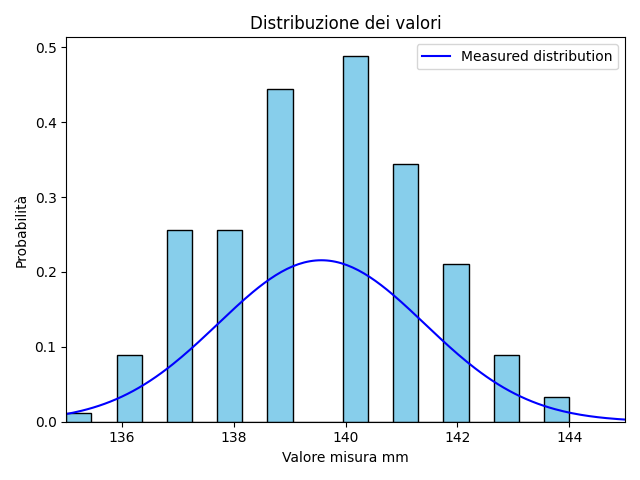 Distribuzione dei valori
Measured distribution
Probabilità
0.5
0.4
0.3
0.2
0.1
0.0
136
138
140
142
144
Valore misura mm